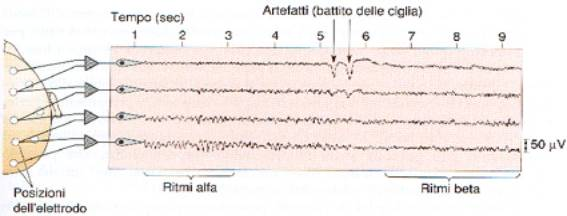 Artefatti (battito delle ciglia)
Tempo (sec)
1 2 3 4 5 6 7 8 9
50 µV
Posizioni
dell'elettrodo
Ritmi alfa
Ritmi beta